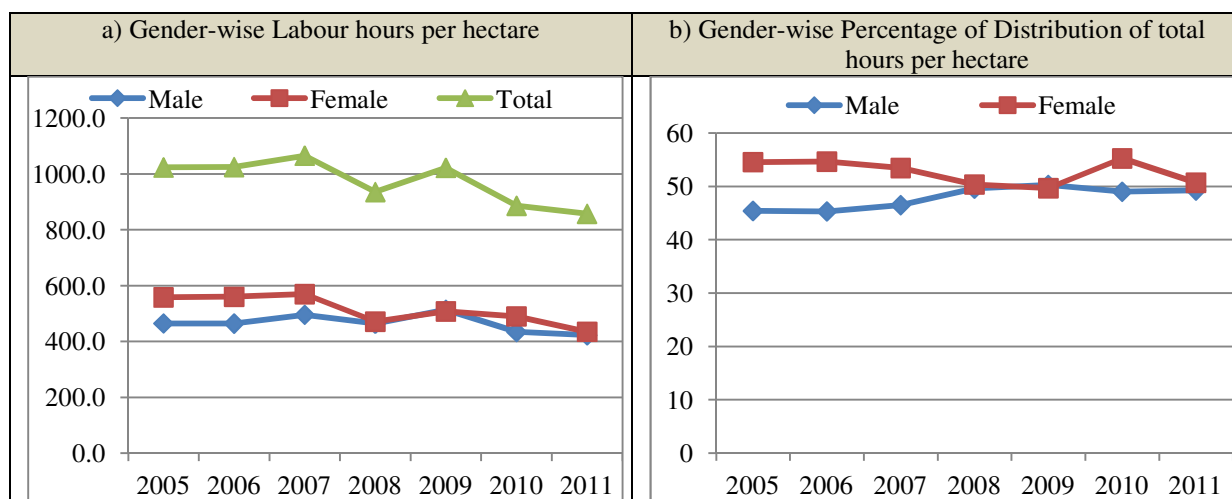 a) Gender-wise Labour hours per hectare
Male Female Total
1200.0
1000.0
800.0
600.0
400.0
200.0
0.0
2005 2006 2007 2008 2009 2010 2011
b) Gender-wise Percentage of Distribution of total
hours per hectare
Male Female
60
50
40
30
20
10
0
2005 2006 2007 2008 2009 2010 2011